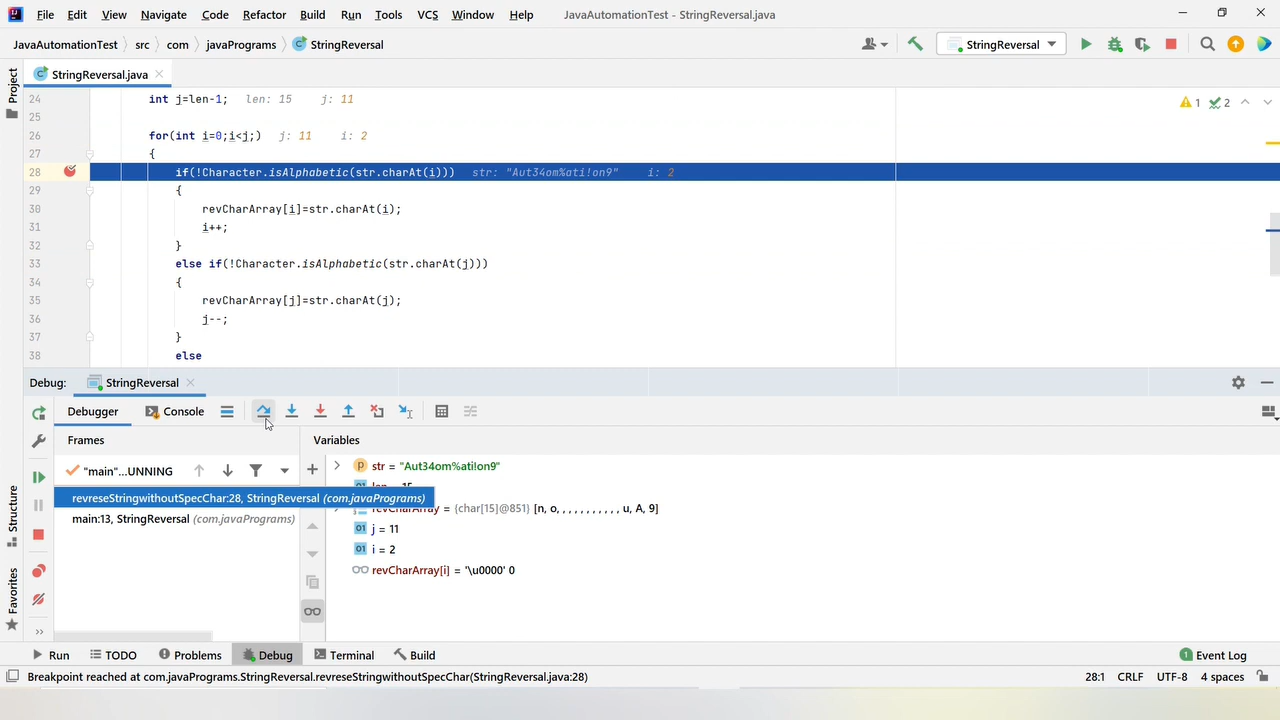 File Edit View Navigate Code Refactor Build Run Tools VCS Window Help JavaAutomationTest - StringReversal.java
JavaAutomationTest src com javaPrograms StringReversal StringReversal
Project
StringReversal.java
24 int j=len-1; len: 15 j: 11
1 2
25
26 for(int i=0;i<j;) j: 11 i: 2
27 {
28 if(!Character.isAlphabetic(str.charAt(i))) str: "Aut34om%ati!on9" i: 2
29 {
30 revCharArray[i]=str.charAt(i);
31 i++;
32 }
33 else if(!Character.isAlphabetic(str.charAt(j)))
34 {
35 revCharArray[j]=str.charAt(j);
36 j--;
37 }
38 else
Debug: StringReversal
Debugger Console
Frames Variables
"main"...UNNING
str = "Aut34om%ati!on9"
revreseStringwithoutSpecChar:28, StringReversal (com.javaPrograms)
main:13, StringReversal (com.javaPrograms)
len = 15
revCharArray = {char[15]@851} [n, o, , , , , , , , , , , u, A, 9]
j = 11
i = 2
revCharArray[i] = '\u0000' 0
Structure
Favorites
Run TODO Problems Debug Terminal Build 1 Event Log
Breakpoint reached at com.javaPrograms.StringReversal.revreseStringwithoutSpecChar(StringReversal.java:28) 28:1 CRLF UTF-8 4 spaces